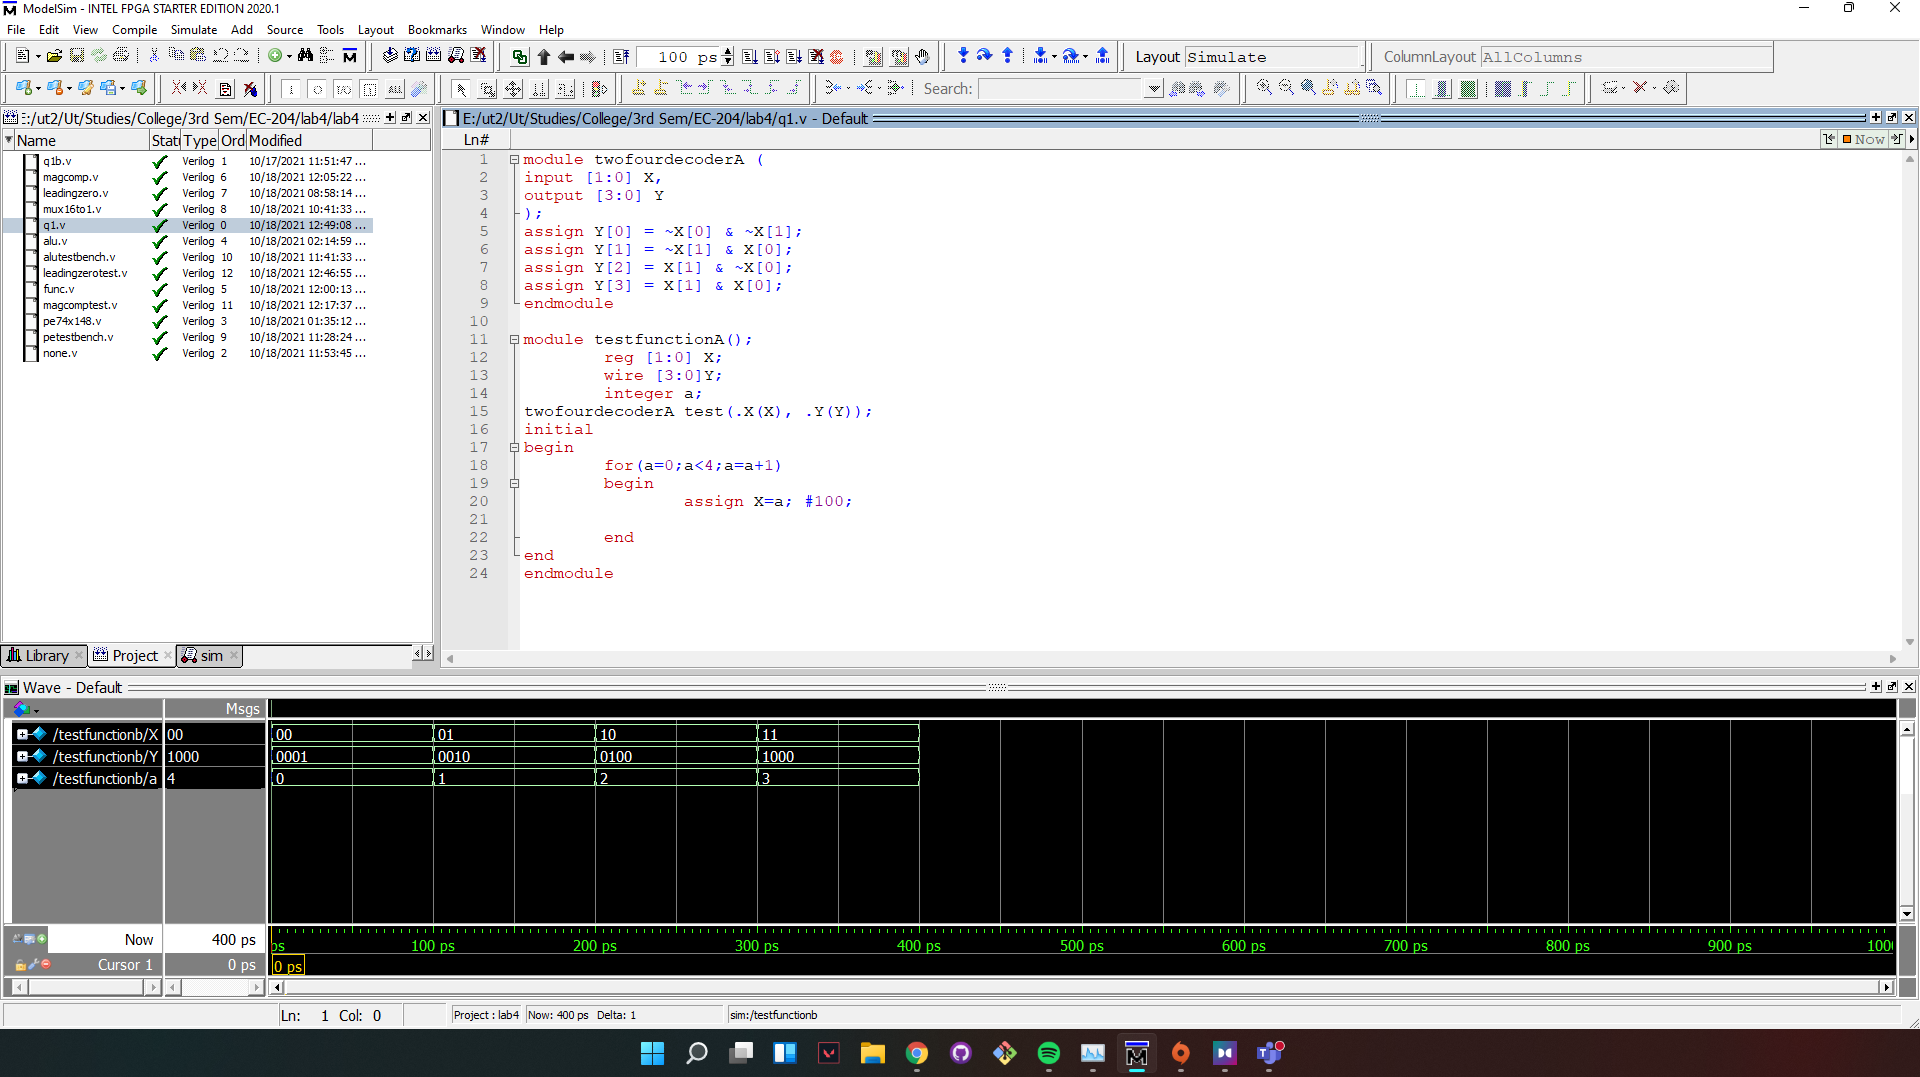 ModelSim - INTEL FPGA STARTER EDITION 2020.1
File Edit View Compile Simulate Add Source Tools Layout Bookmarks Window Help
100 ps Layout Simulate ColumnLayout AllColumns
Search:
E:/ut2/Ut/Studies/College/3rd Sem/EC-204/lab4/lab4
Name Type Ord Modified
q1b.v Verilog 1 10/17/2021 11:51:47 ...
magcomp.v Verilog 6 10/18/2021 12:05:22 ...
leadingzero.v Verilog 7 10/18/2021 08:58:14 ...
mux16to1.v Verilog 8 10/18/2021 10:41:33 ...
q1.v Verilog 0 10/18/2021 12:49:08 ...
alu.v Verilog 4 10/18/2021 02:14:59 ...
alutestbench.v Verilog 10 10/18/2021 11:41:33 ...
leadingzerotest.v Verilog 12 10/18/2021 12:46:55 ...
func.v Verilog 5 10/18/2021 12:00:13 ...
magcomptest.v Verilog 11 10/18/2021 12:17:37 ...
pe74x148.v Verilog 3 10/18/2021 01:35:12 ...
petestbench.v Verilog 9 10/18/2021 11:28:24 ...
none.v Verilog 2 10/18/2021 11:53:45 ...
Library Project sim
E:/ut2/Ut/Studies/College/3rd Sem/EC-204/lab4/q1.v - Default
Ln#
Now
1 module twofourdecoderA (
2 input [1:0] X,
3 output [3:0] Y
4 );
5 assign Y[0] = ~X[0] & ~X[1];
6 assign Y[1] = ~X[1] & X[0];
7 assign Y[2] = X[1] & ~X[0];
8 assign Y[3] = X[1] & X[0];
9 endmodule
10
11 module testfunctionA();
12 reg [1:0] X;
13 wire [3:0]Y;
14 integer a;
15 twofourdecoderA test(.X(X), .Y(Y));
16 initial
17 begin
18 for(a=0;a<4;a=a+1)
19 begin
20 assign X=a; #100;
21
22 end
23 end
24 endmodule
Wave - Default
Msgs
/testfunctionb/X 00 00 01 10 11
/testfunctionb/Y 1000 0001 0010 0100 1000
/testfunctionb/a 4 0 1 2 3
Now 400 ps ps 100 ps 200 ps 300 ps 400 ps 500 ps 600 ps 700 ps 800 ps 900 ps 1000
Cursor 1 0 ps 0 ps
Ln: 1 Col: 0 Project : lab4 Now: 400 ps Delta: 1 sim:/testfunctionb